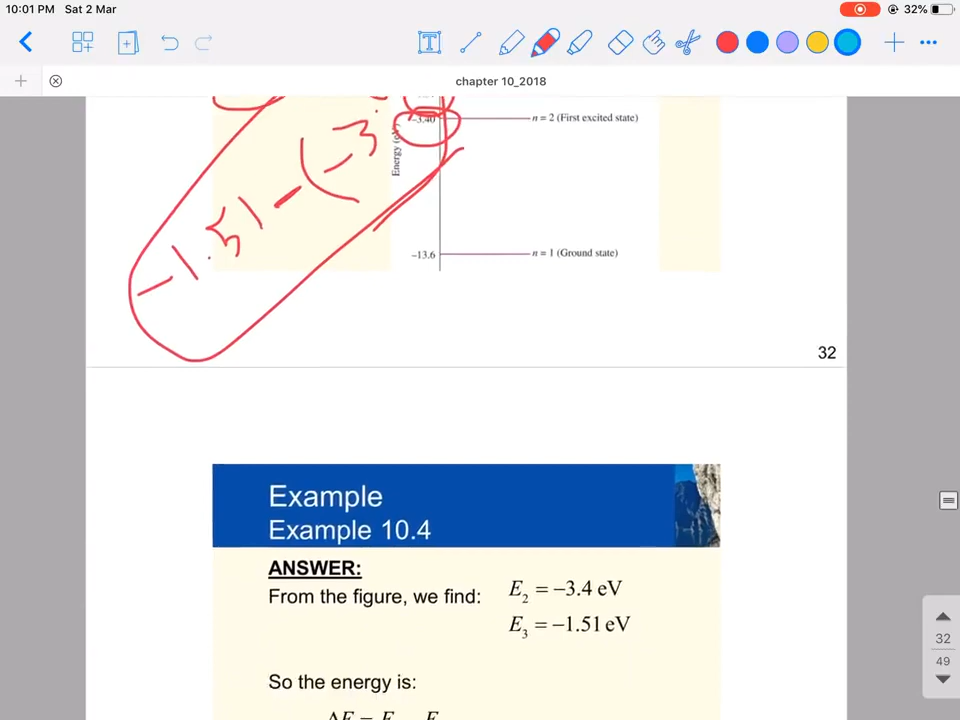 10:01 PM Sat 2 Mar
32%
chapter 10_2018
−3.40
n = 2 (First excited state)
Energy (eV)
−1.51 − (−3.
−13.6
n = 1 (Ground state)
32
Example
Example 10.4
ANSWER:
From the figure, we find: E₂ = −3.4 eV
E₃ = −1.51 eV
So the energy is:
32
49